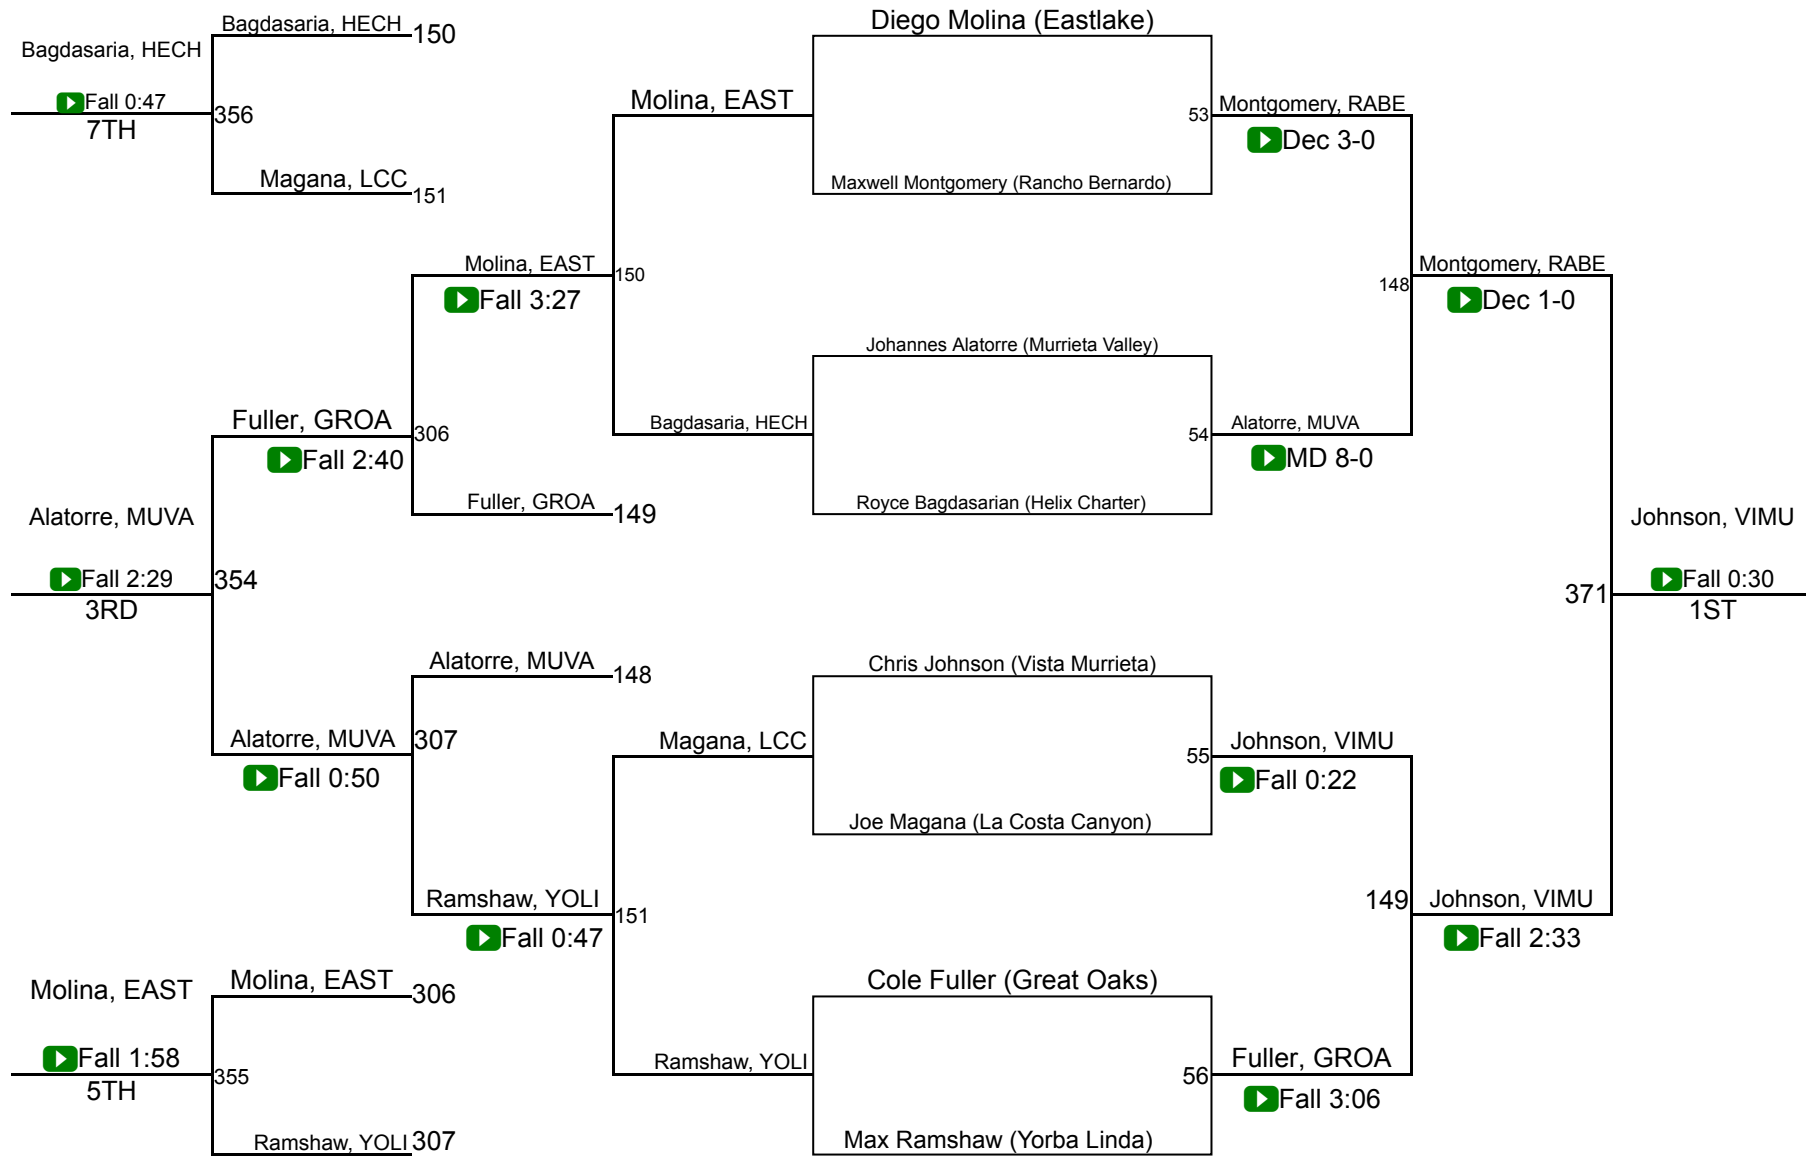 Bagdasaria, HECH
150
Bagdasaria, HECH
Fall 0:47
7TH
356
Magana, LCC
151
Molina, EAST
Molina, EAST
Fall 3:27
150
Fuller, GROA
Fall 2:40
306
Fuller, GROA
149
Bagdasaria, HECH
Alatorre, MUVA
Fall 2:29
3RD
354
Alatorre, MUVA
148
Alatorre, MUVA
Fall 0:50
307
Magana, LCC
Ramshaw, YOLI
Fall 0:47
151
Ramshaw, YOLI
Molina, EAST
Fall 1:58
5TH
Molina, EAST
306
355
Ramshaw, YOLI
307
Diego Molina (Eastlake)
53
Maxwell Montgomery (Rancho Bernardo)
Montgomery, RABE
Dec 3-0
Johannes Alatorre (Murrieta Valley)
54
Royce Bagdasarian (Helix Charter)
Alatorre, MUVA
MD 8-0
148
Montgomery, RABE
Dec 1-0
Chris Johnson (Vista Murrieta)
55
Joe Magana (La Costa Canyon)
Johnson, VIMU
Fall 0:22
Cole Fuller (Great Oaks)
56
Max Ramshaw (Yorba Linda)
Fuller, GROA
Fall 3:06
149
Johnson, VIMU
Fall 2:33
371
Johnson, VIMU
Fall 0:30
1ST